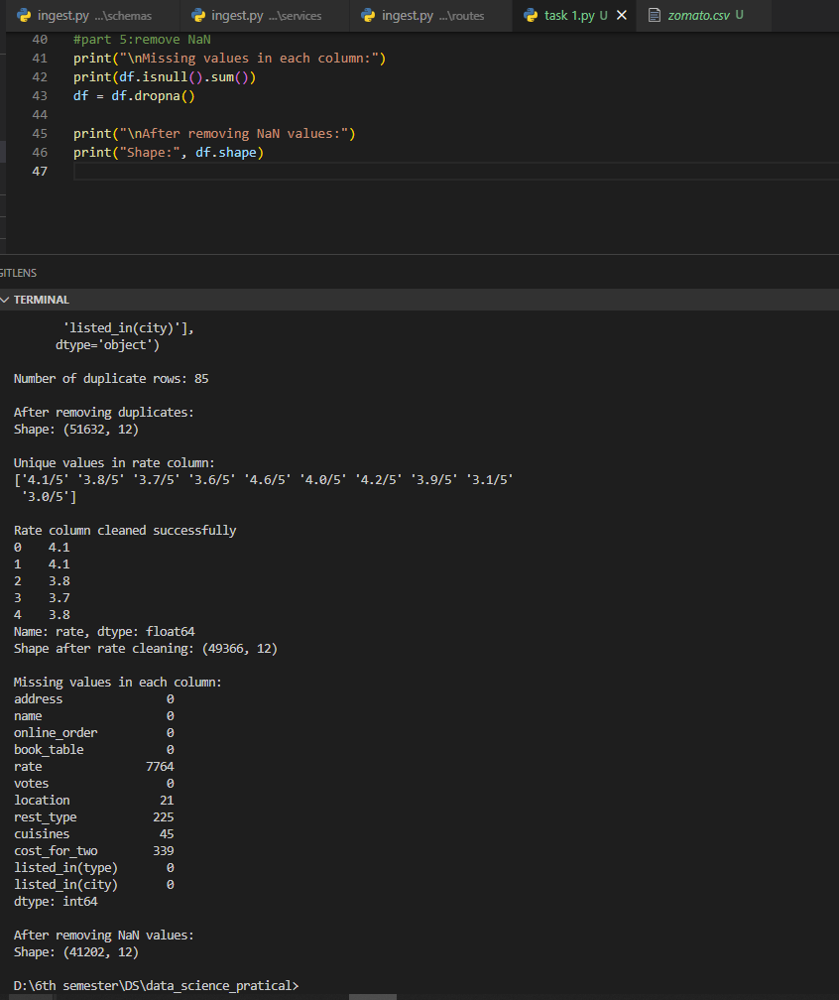 ingest.py ...\schemas ingest.py ...\services ingest.py ...\routes task 1.py U zomato.csv U
40 #part 5:remove NaN
41 print("\nMissing values in each column:")
42 print(df.isnull().sum())
43 df = df.dropna()
44
45 print("\nAfter removing NaN values:")
46 print("Shape:", df.shape)
47
GITLENS
TERMINAL
'listed_in(city)'],
dtype='object')
Number of duplicate rows: 85
After removing duplicates:
Shape: (51632, 12)
Unique values in rate column:
['4.1/5' '3.8/5' '3.7/5' '3.6/5' '4.6/5' '4.0/5' '4.2/5' '3.9/5' '3.1/5'
'3.0/5']
Rate column cleaned successfully
0 4.1
1 4.1
2 3.8
3 3.7
4 3.8
Name: rate, dtype: float64
Shape after rate cleaning: (49366, 12)
Missing values in each column:
address 0
name 0
online_order 0
book_table 0
rate 7764
votes 0
location 21
rest_type 225
cuisines 45
cost_for_two 339
listed_in(type) 0
listed_in(city) 0
dtype: int64
After removing NaN values:
Shape: (41202, 12)
D:\6th semester\DS\data_science_pratical>